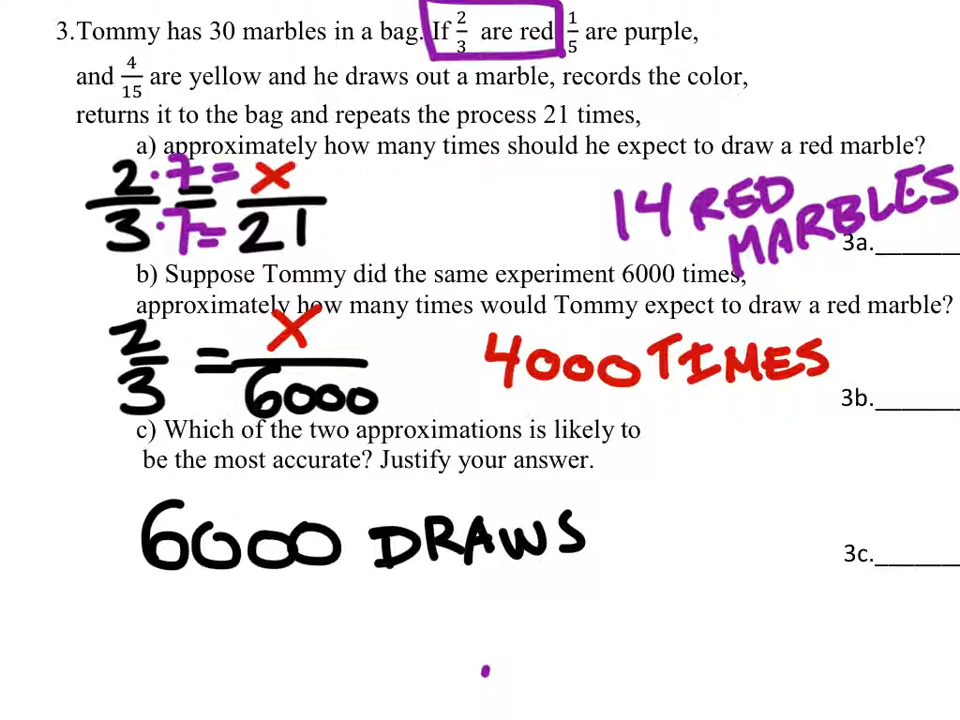 3.Tommy has 30 marbles in a bag. If 2/3 are red 1/5 are purple,
and 4/15 are yellow and he draws out a marble, records the color,
returns it to the bag and repeats the process 21 times,
a) approximately how many times should he expect to draw a red marble?
2·7= x
3·7= 21
=
14 RED MARBLES
3a.______
b) Suppose Tommy did the same experiment 6000 times,
approximately how many times would Tommy expect to draw a red marble?
2/3 = x/6000
4000 TIMES
3b.______
c) Which of the two approximations is likely to
be the most accurate? Justify your answer.
6000 DRAWS
3c.______